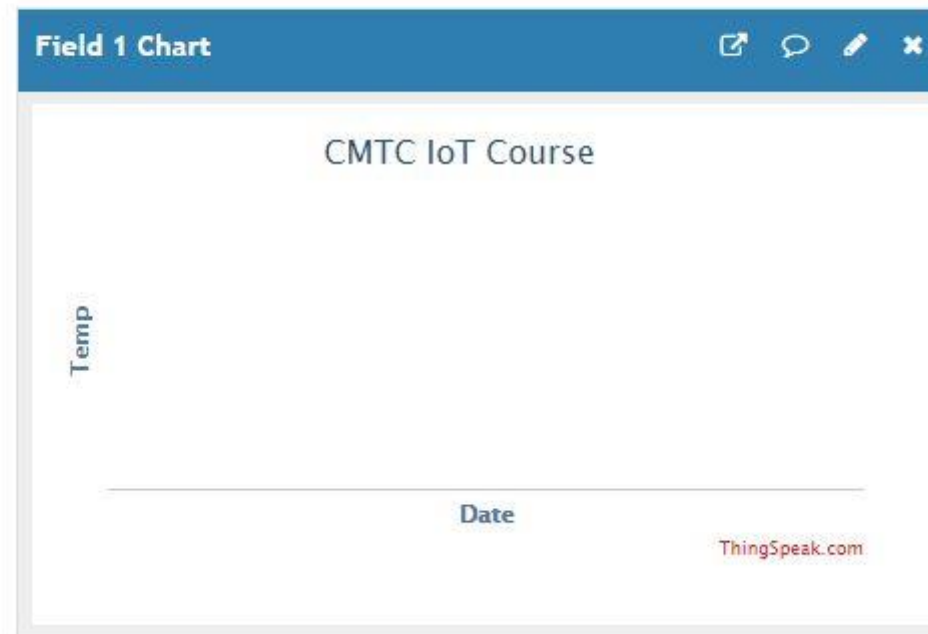 Field 1 Chart
CMTC IoT Course
Temp
Date
ThingSpeak.com